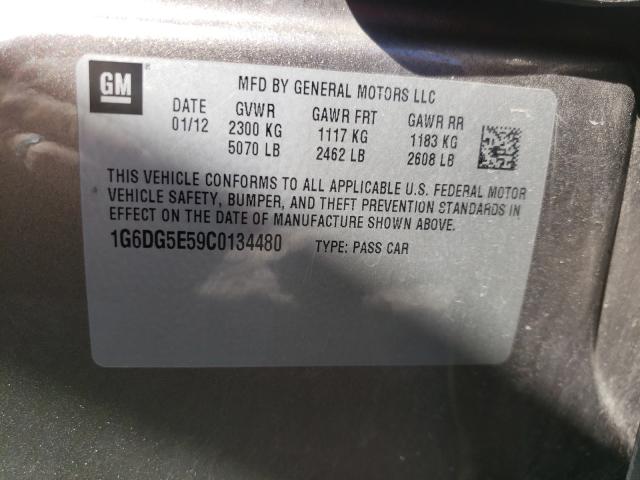 GM ®
MFD BY GENERAL MOTORS LLC
DATE GVWR GAWR FRT GAWR RR
01/12 2300 KG 1117 KG 1183 KG
5070 LB 2462 LB 2608 LB
THIS VEHICLE CONFORMS TO ALL APPLICABLE U.S. FEDERAL MOTOR
VEHICLE SAFETY, BUMPER, AND THEFT PREVENTION STANDARDS IN
EFFECT ON THE DATE OF MANUFACTURE SHOWN ABOVE.
1G6DG5E59C0134480 TYPE: PASS CAR